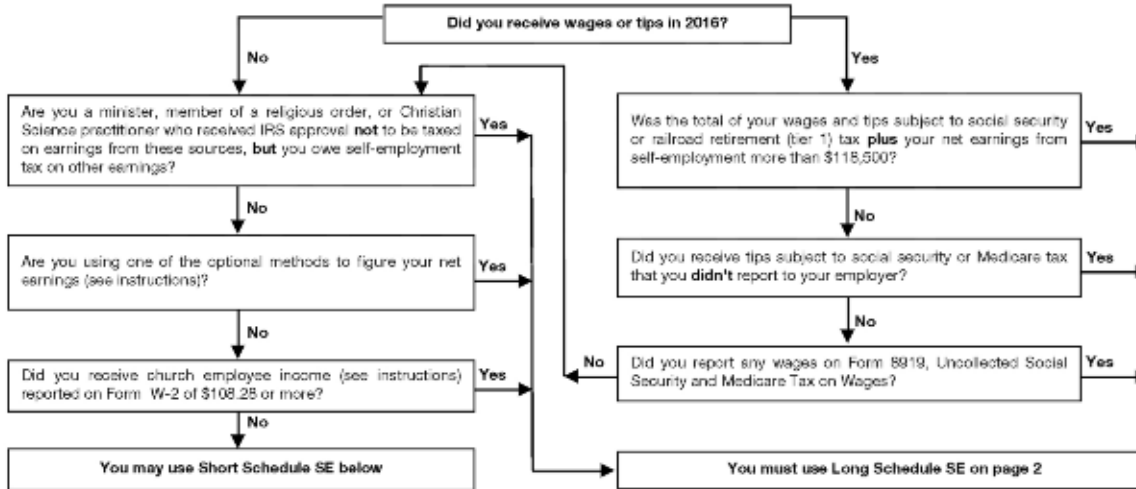 Did you receive wages or tips in 2016?
No
Yes
Are you a minister, member of a religious order, or Christian
Science practitioner who received IRS approval not to be taxed
on earnings from these sources, but you owe self-employment
tax on other earnings?
Yes
Was the total of your wages and tips subject to social security
or railroad retirement (tier 1) tax plus your net earnings from
self-employment more than $118,500?
Yes
No
No
Are you using one of the optional methods to figure your net
earnings (see instructions)?
Yes
Did you receive tips subject to social security or Medicare tax
that you didn't report to your employer?
Yes
No
No
Did you receive church employee income (see instructions)
reported on Form W-2 of $108.28 or more?
Yes
No
Did you report any wages on Form 8919, Uncollected Social
Security and Medicare Tax on Wages?
Yes
No
You may use Short Schedule SE below
You must use Long Schedule SE on page 2